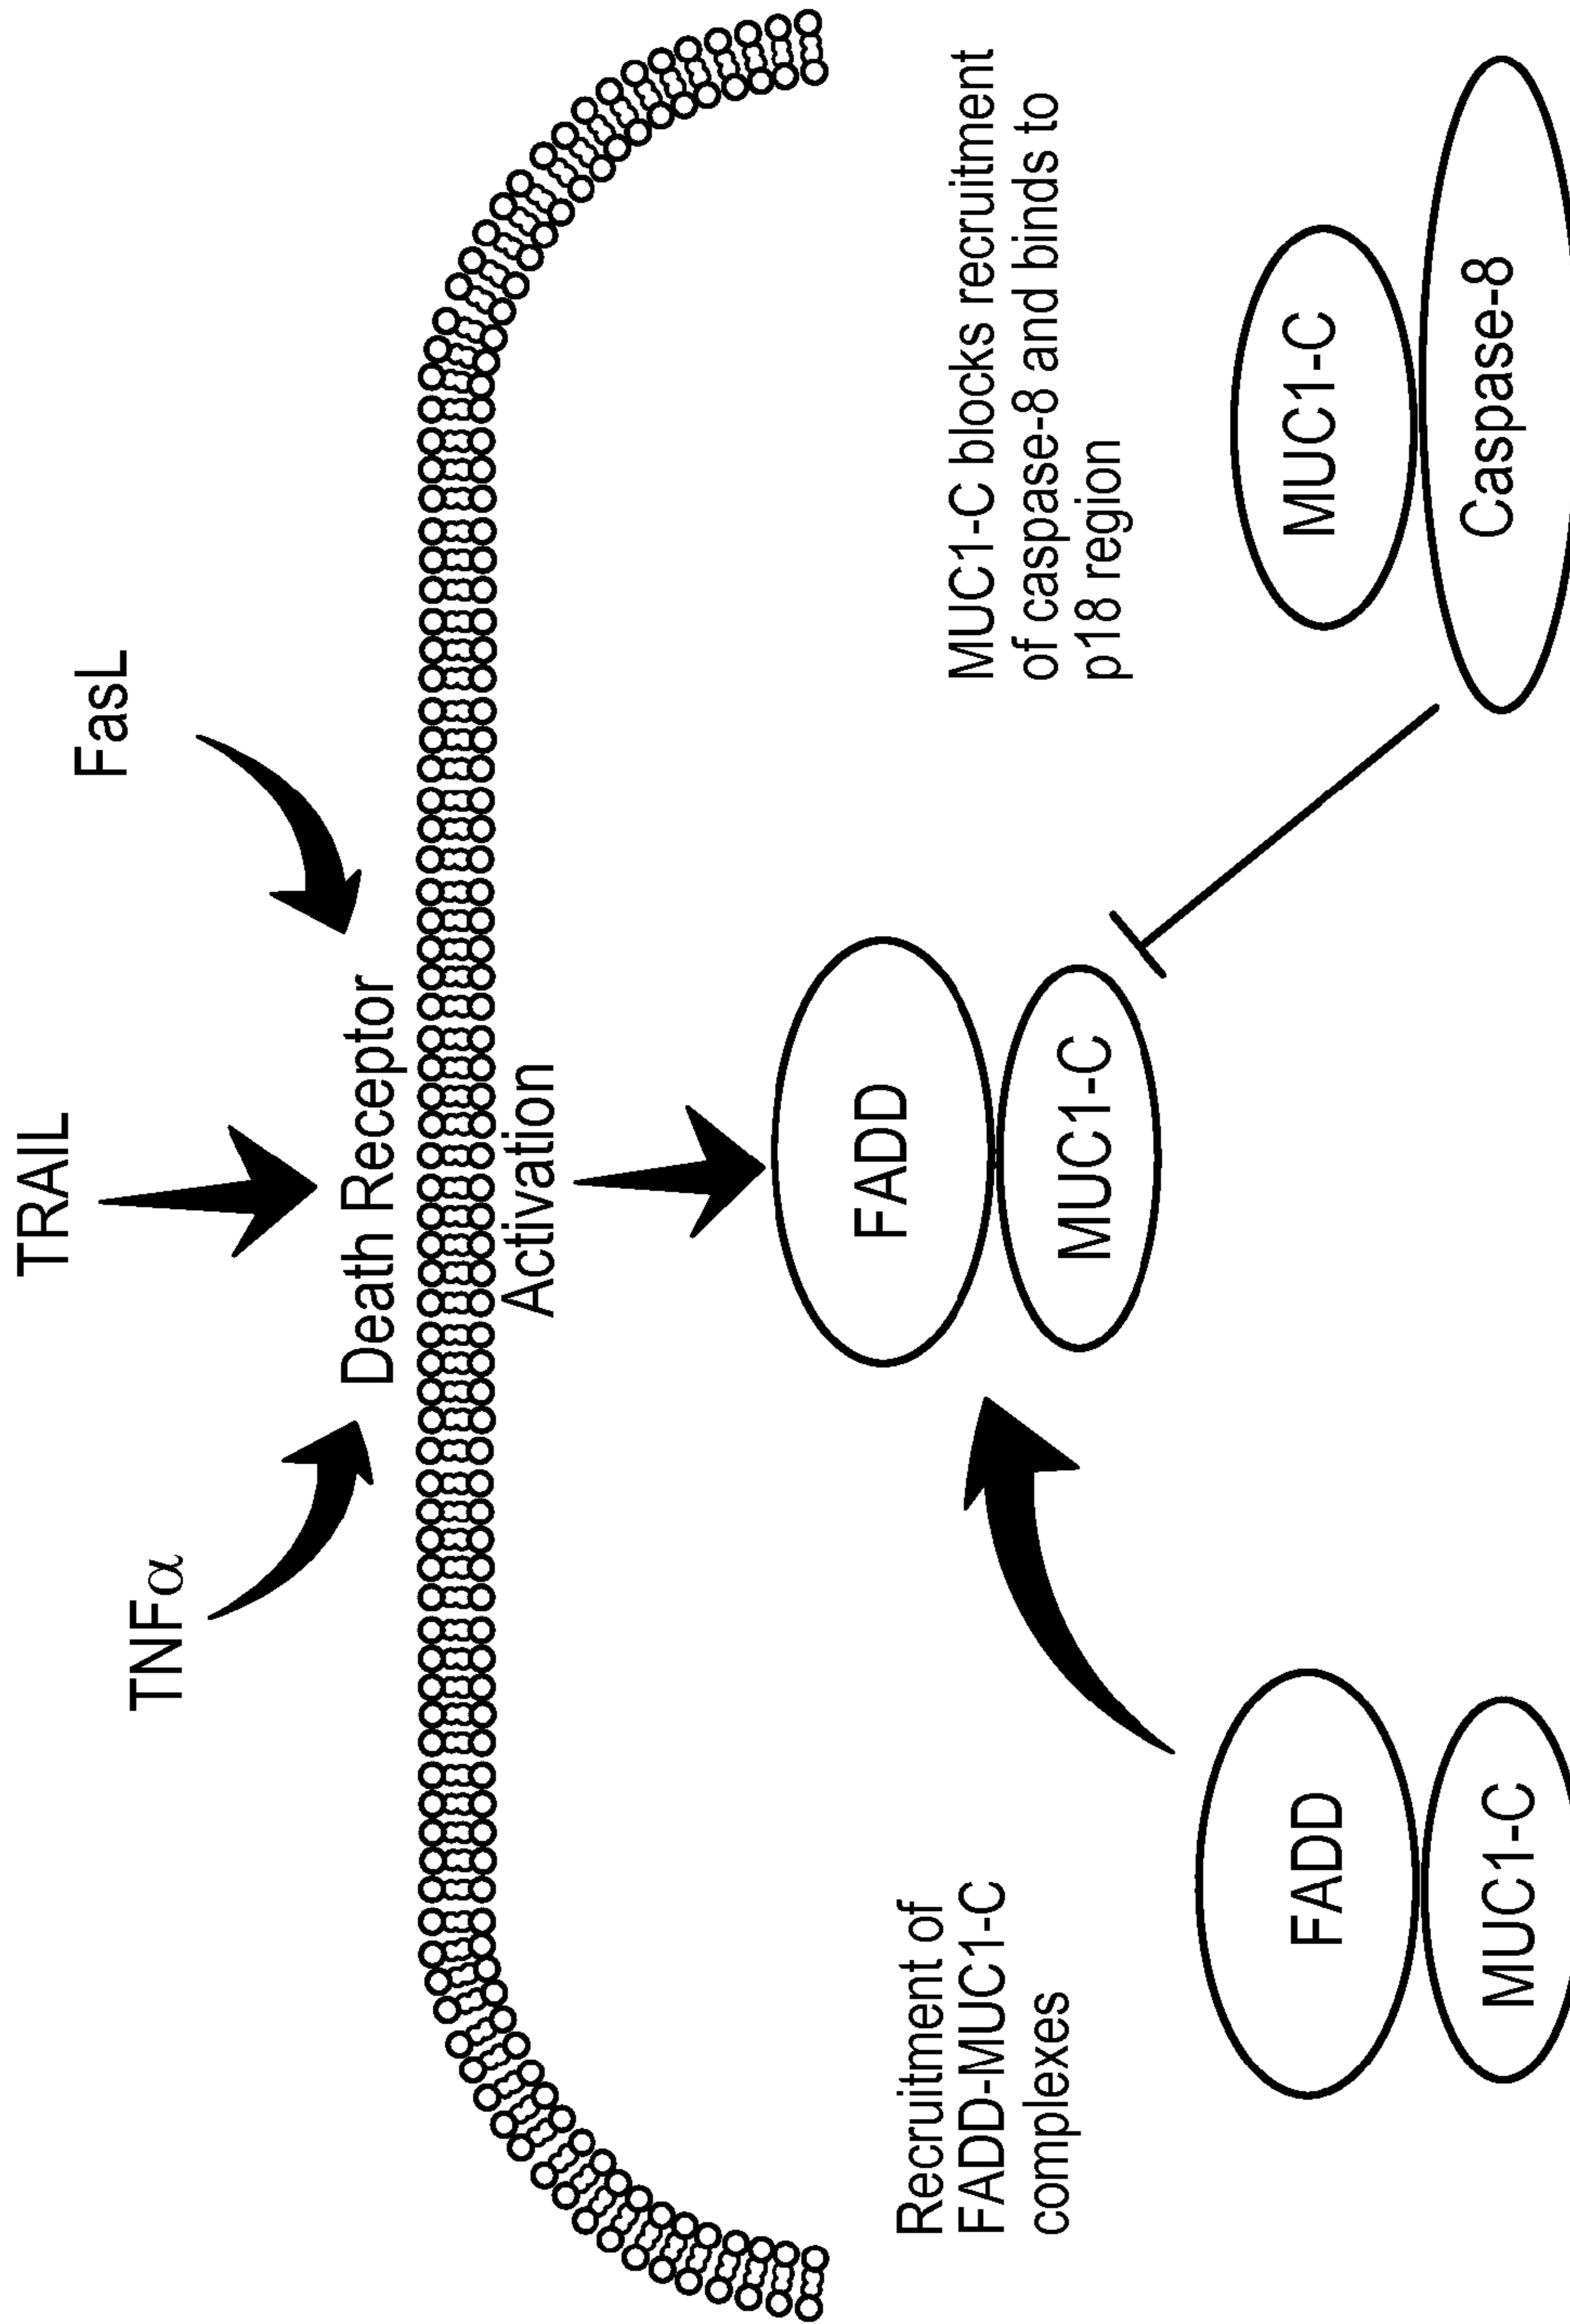 TRAIL
TNFα
FasL
Death Receptor
Activation
FADD
MUC1-C
Recruitment of
FADD-MUC1-C
complexes
FADD
MUC1-C
MUC1-C blocks recruitment
of caspase-8 and binds to
p18 region
MUC1-C
Caspase-8